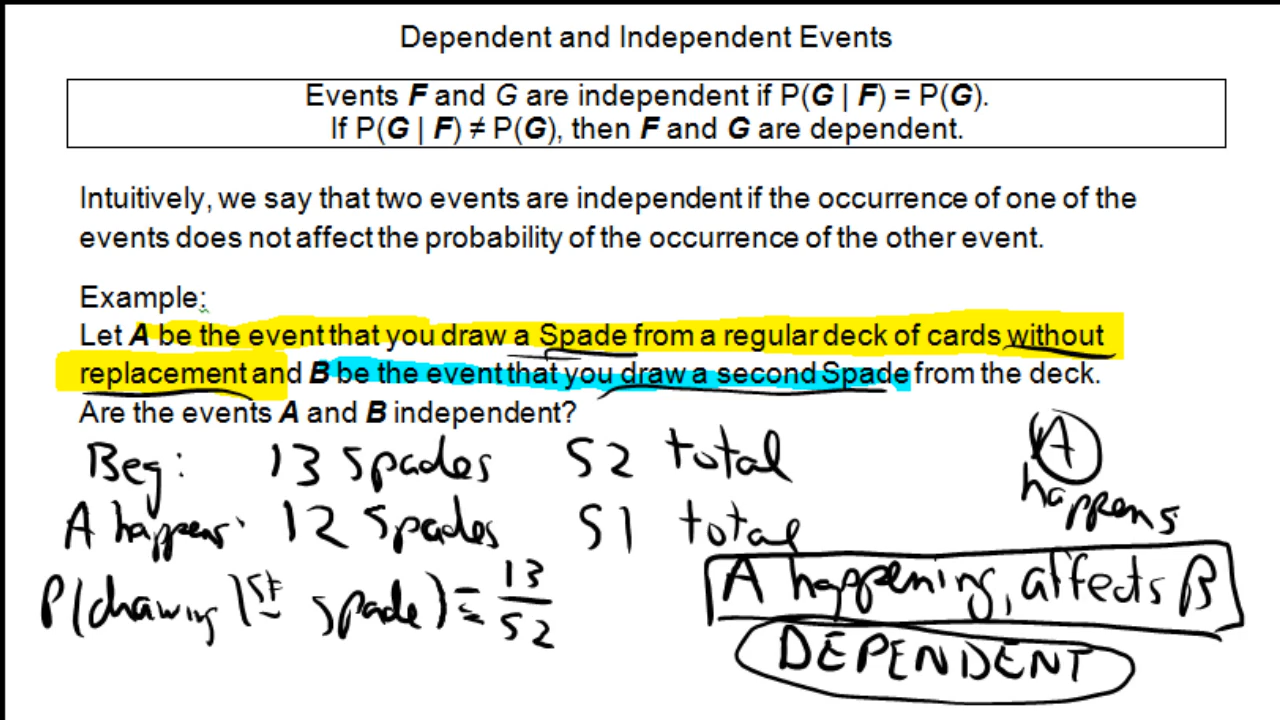 Dependent and Independent Events
Events F and G are independent if P(G | F) = P(G).
If P(G | F) ≠ P(G), then F and G are dependent.
Intuitively, we say that two events are independent if the occurrence of one of the
events does not affect the probability of the occurrence of the other event.
Example:
Let A be the event that you draw a Spade from a regular deck of cards without
replacement and B be the event that you draw a second Spade from the deck.
Are the events A and B independent?
Beg: 13 spades 52 total
A happens: 12 spades 51 total
P(drawing 1st spade) = 13/52
A
happens
A happening, affects B
DEPENDENT